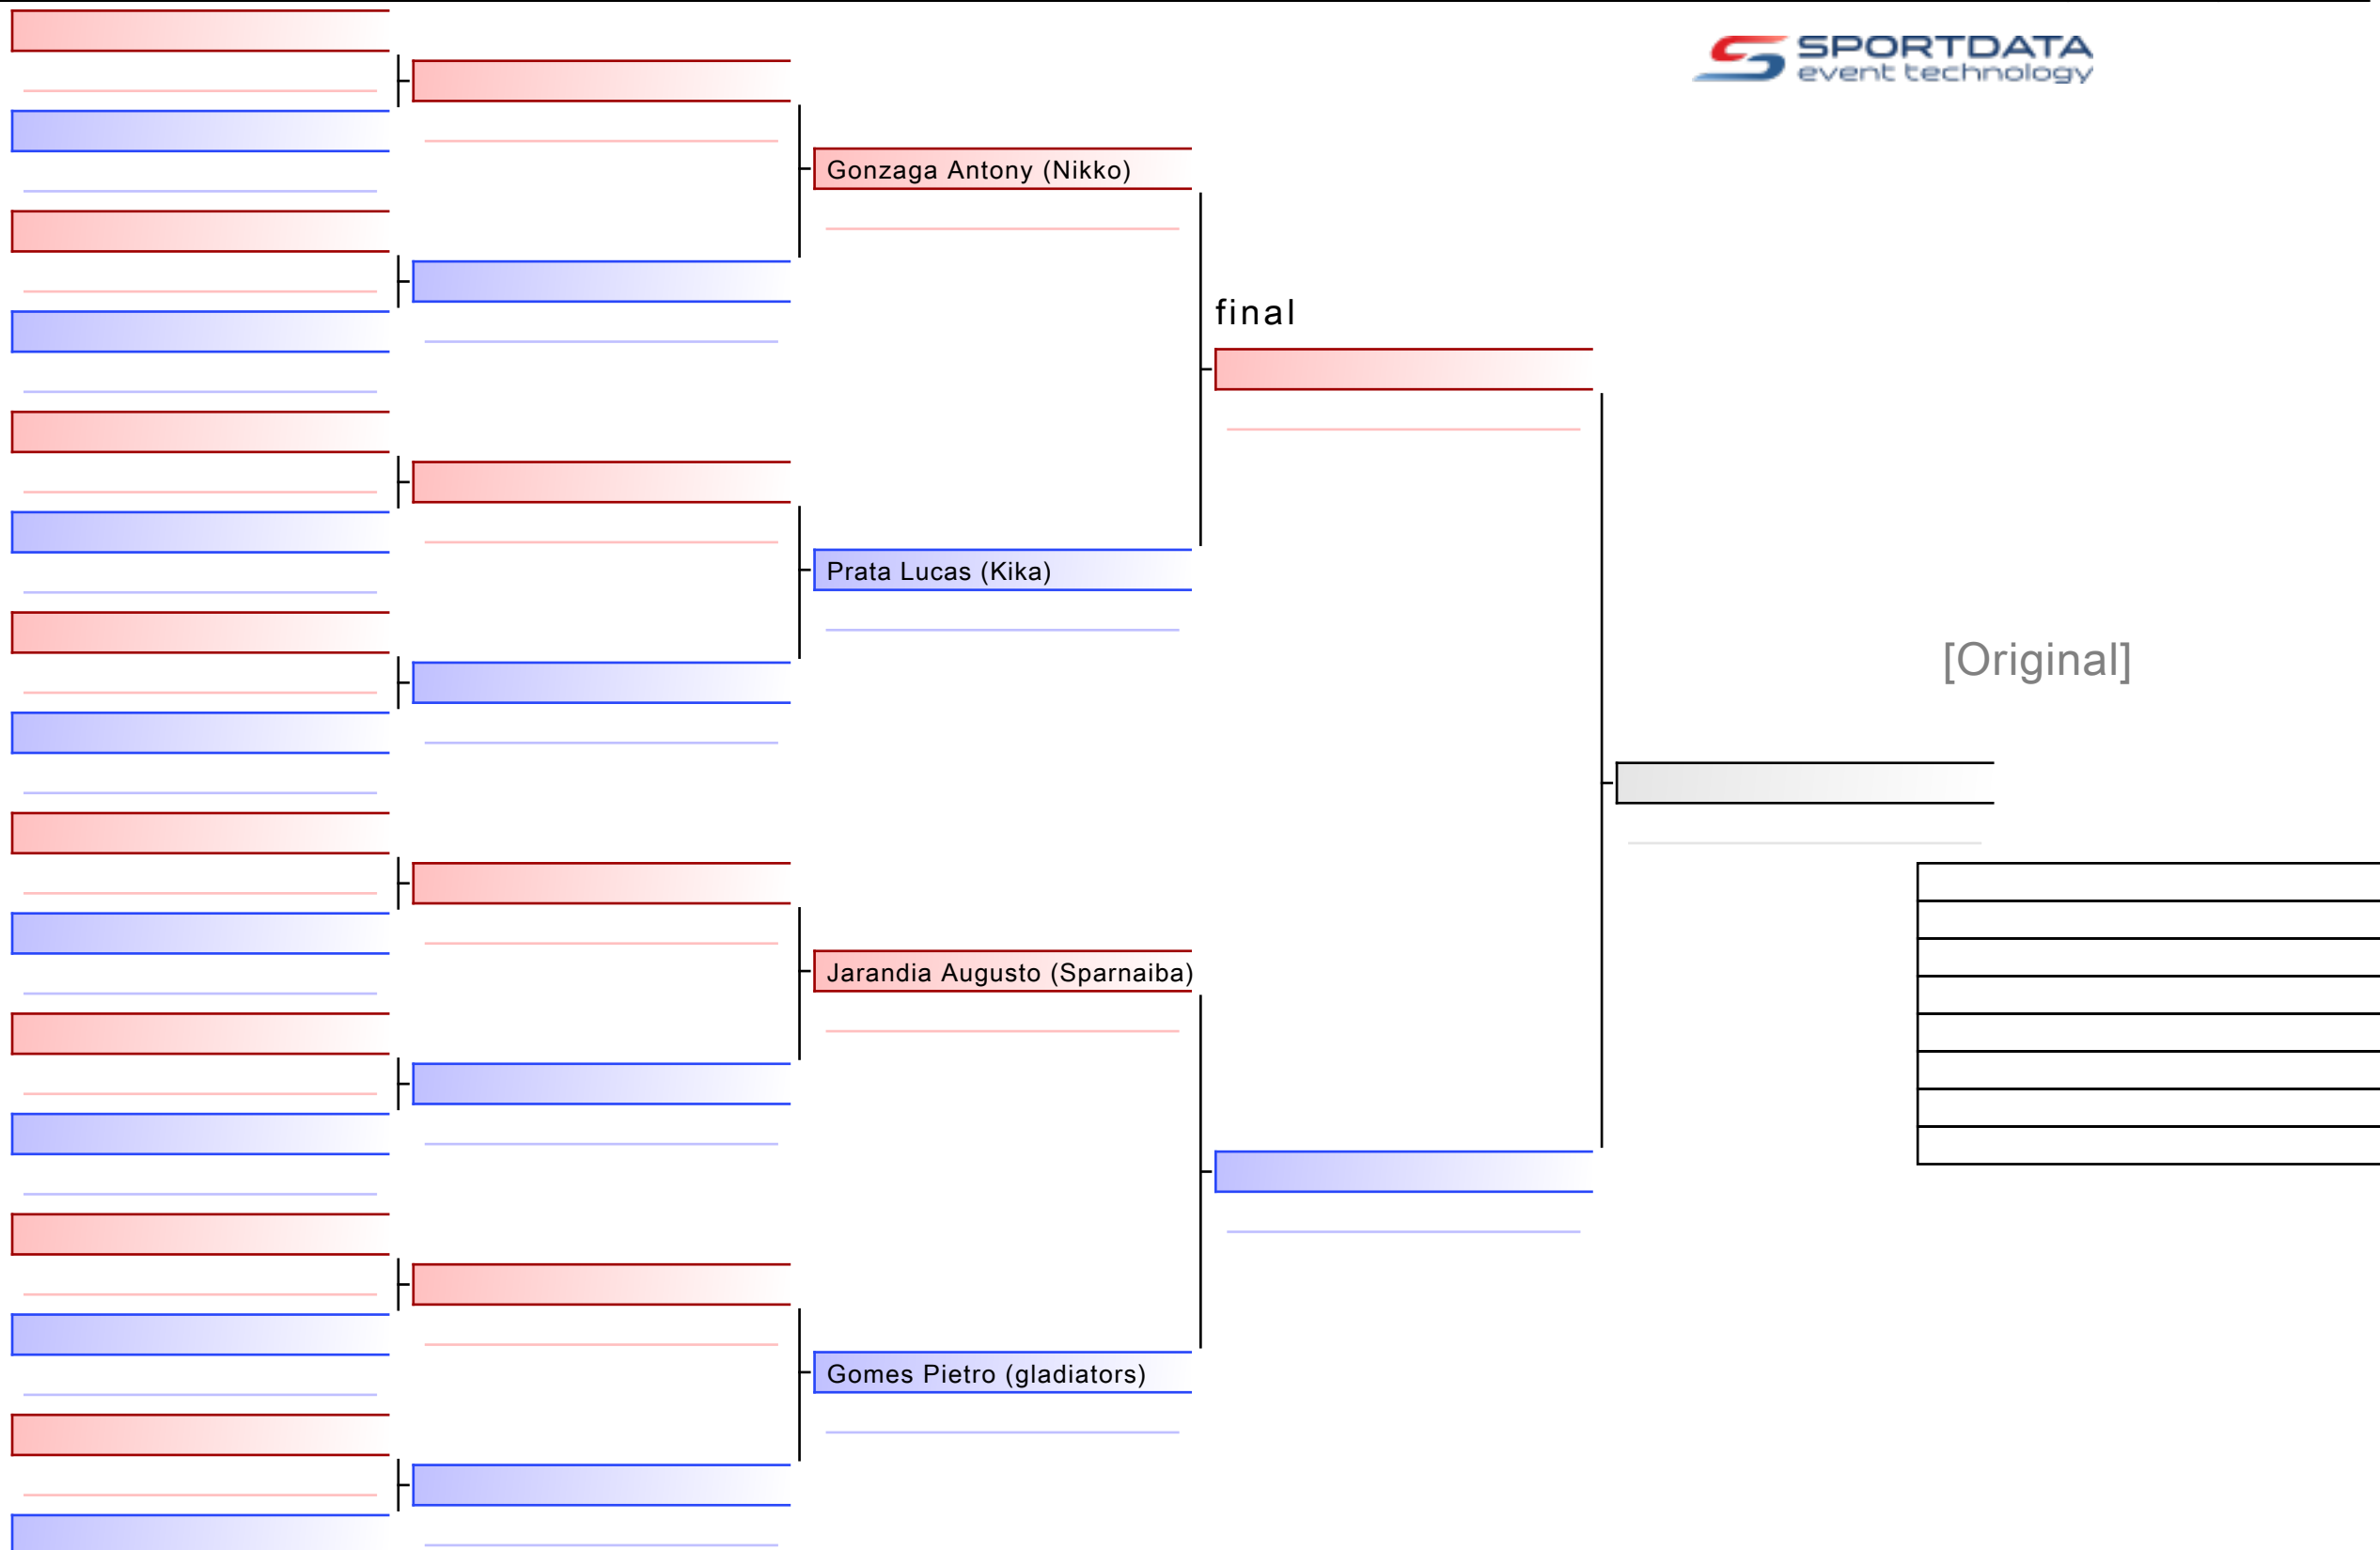 SPORTDATA
event technology
Gonzaga Antony (Nikko)
final
Prata Lucas (Kika)
[Original]
Jarandia Augusto (Sparnaiba)
Gomes Pietro (gladiators)